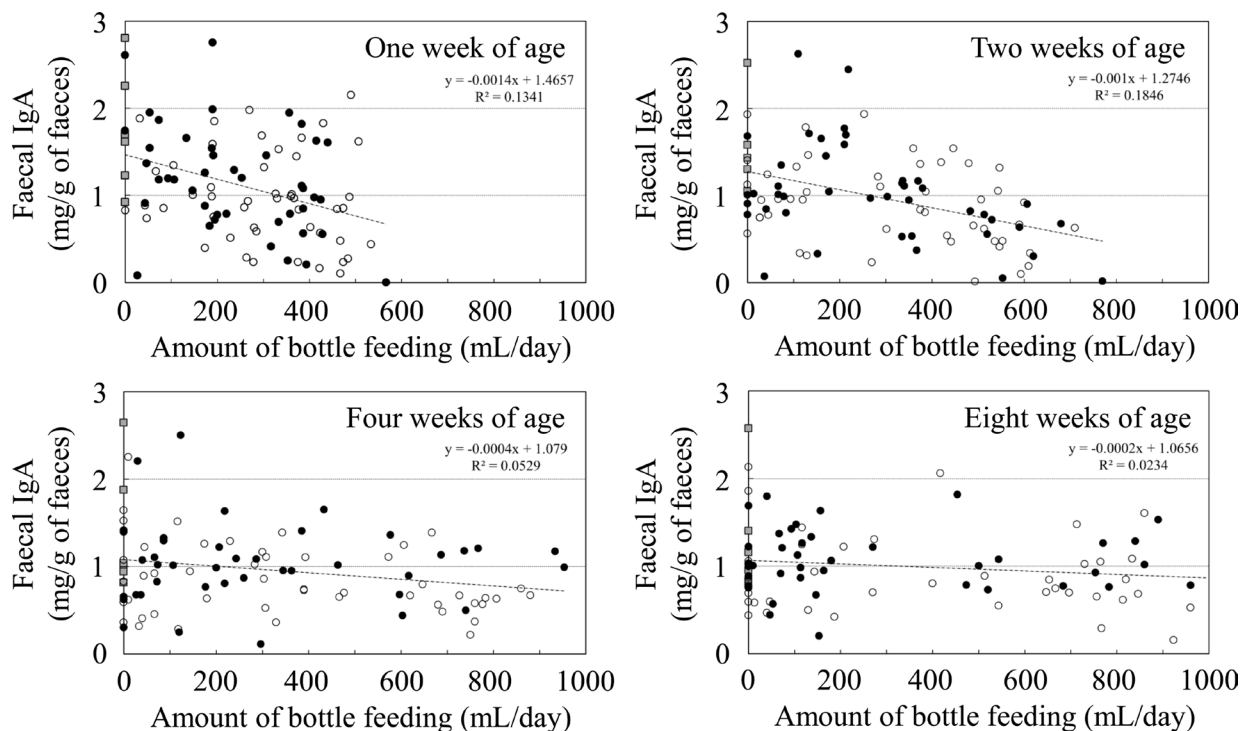 One week of age
y = -0.0014x + 1.4657
R² = 0.1341
Faecal IgA
(mg/g of faeces)
3
2
1
0
0 200 400 600 800 1000
Amount of bottle feeding (mL/day)
Two weeks of age
y = -0.001x + 1.2746
R² = 0.1846
Faecal IgA
(mg/g of faeces)
3
2
1
0
0 200 400 600 800 1000
Amount of bottle feeding (mL/day)
Four weeks of age
y = -0.0004x + 1.079
R² = 0.0529
Faecal IgA
(mg/g of faeces)
3
2
1
0
0 200 400 600 800 1000
Amount of bottle feeding (mL/day)
Eight weeks of age
y = -0.0002x + 1.0656
R² = 0.0234
Faecal IgA
(mg/g of faeces)
3
2
1
0
0 200 400 600 800 1000
Amount of bottle feeding (mL/day)